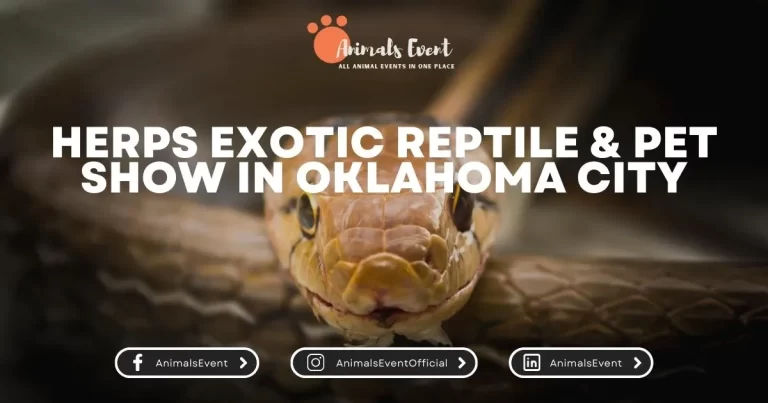 Animals Event
ALL ANIMAL EVENTS IN ONE PLACE
HERPS EXOTIC REPTILE & PET
SHOW IN OKLAHOMA CITY
AnimalsEvent
AnimalsEventOfficial
AnimalsEvent